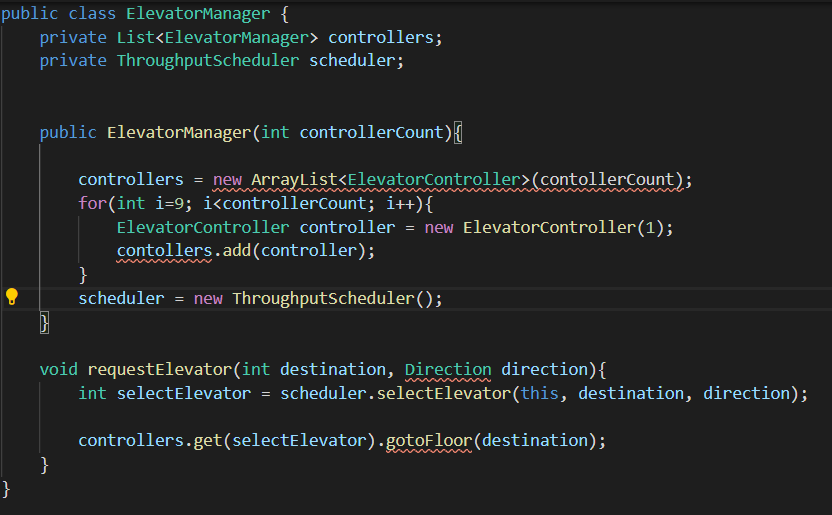 public class ElevatorManager {
private List<ElevatorManager> controllers;
private ThroughputScheduler scheduler;
public ElevatorManager(int controllerCount){
controllers = new ArrayList<ElevatorController>(contollerCount);
for(int i=9; i<controllerCount; i++){
ElevatorController controller = new ElevatorController(1);
contollers.add(controller);
}
scheduler = new ThroughputScheduler();
}
void requestElevator(int destination, Direction direction){
int selectElevator = scheduler.selectElevator(this, destination, direction);
controllers.get(selectElevator).gotoFloor(destination);
}
}